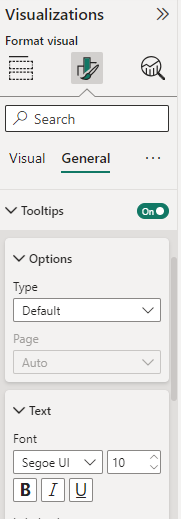 Visualizations
Format visual
Search
Visual General ...
Tooltips On
Options
Type
Default
Page
Auto
Text
Font
Segoe UI 10
B I U